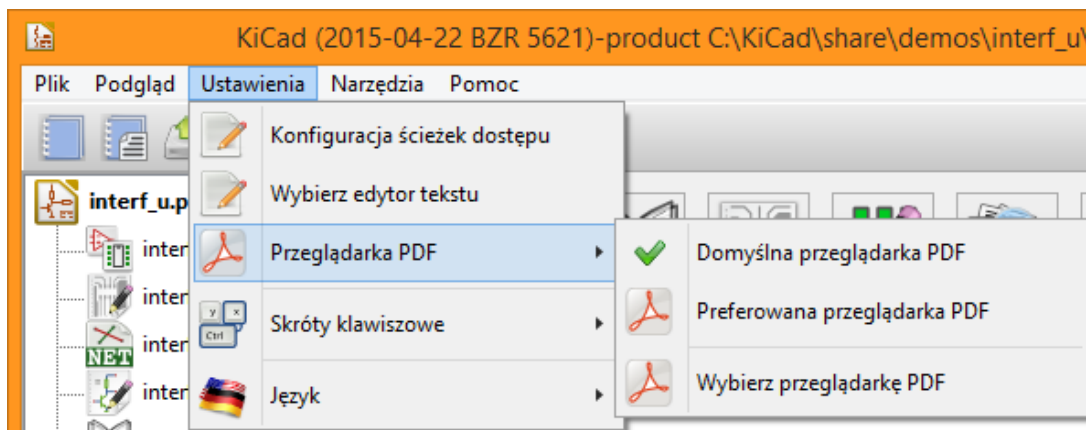 KiCad (2015-04-22 BZR 5621)-product C:\KiCad\share\demos\interf_u\
Plik Podgląd Ustawienia Narzędzia Pomoc
Konfiguracja ścieżek dostępu
interf_u.p
Wybierz edytor tekstu
inter
Przeglądarka PDF
Domyślna przeglądarka PDF
inter
Preferowana przeglądarka PDF
y x
Ctrl
Skróty klawiszowe
NET
inter
inter
Język
Wybierz przeglądarkę PDF